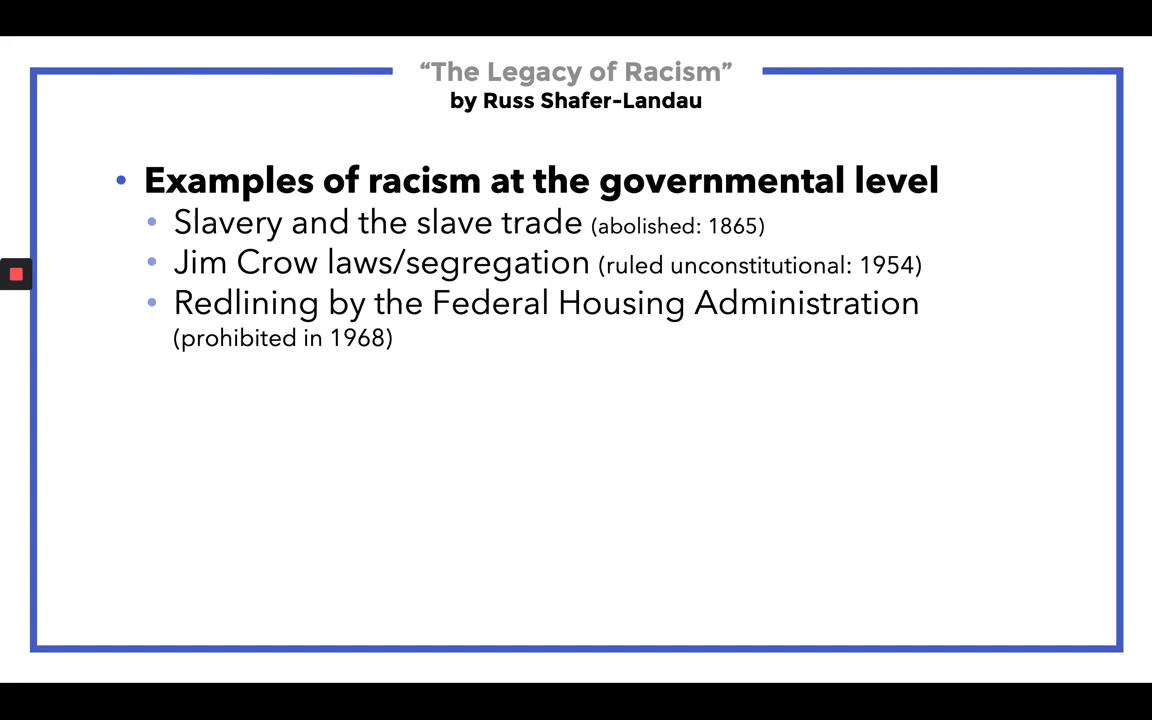 “The Legacy of Racism”
by Russ Shafer-Landau
• Examples of racism at the governmental level
• Slavery and the slave trade (abolished: 1865)
• Jim Crow laws/segregation (ruled unconstitutional: 1954)
• Redlining by the Federal Housing Administration
(prohibited in 1968)